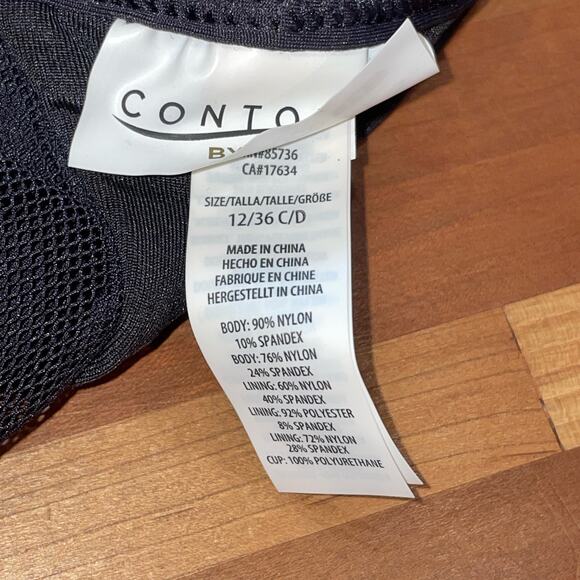 CONTO
BY
#85736
CA#17634
SIZE/TALLA/TALLE/GRÖßE
12/36 C/D
MADE IN CHINA
HECHO EN CHINA
FABRIQUE EN CHINE
HERGESTELLT IN CHINA
BODY: 90% NYLON
10% SPANDEX
BODY: 76% NYLON
24% SPANDEX
LINING: 60% NYLON
40% SPANDEX
LINING: 92% POLYESTER
8% SPANDEX
LINING: 72% NYLON
28% SPANDEX
CUP: 100% POLYURETHANE